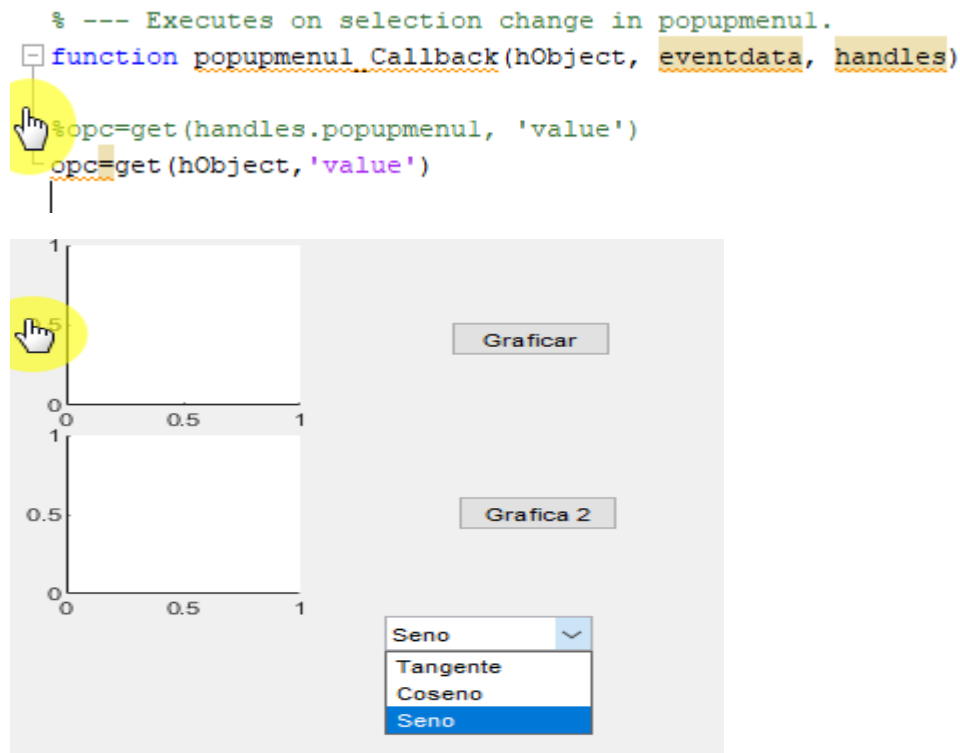 % --- Executes on selection change in popupmenu1.
function popupmenu1_Callback(hObject, eventdata, handles)
%opc=get(handles.popupmenu1, 'value')
opc=get(hObject,'value')
1
0.5
Graficar
0
0 0.5 1
1
0.5
Grafica 2
0
0 0.5 1
Seno
Tangente
Coseno
Seno